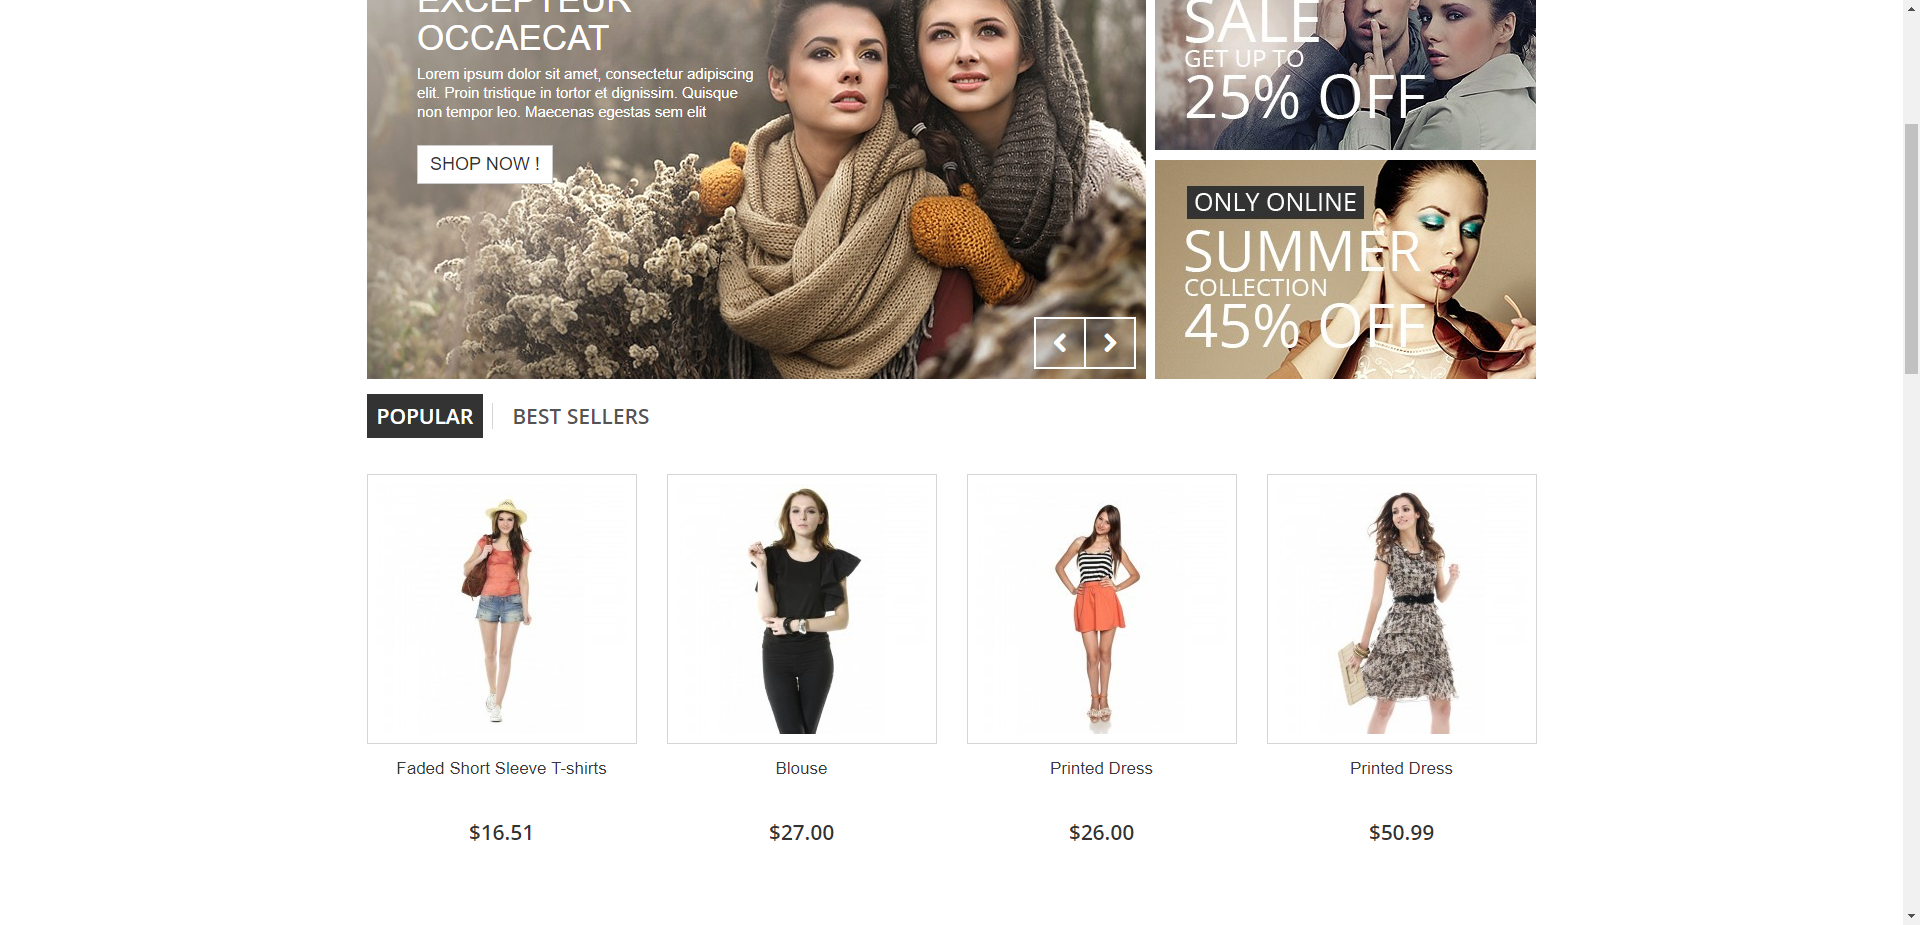 EXCEPTEUR
OCCAECAT
Lorem ipsum dolor sit amet, consectetur adipiscing
elit. Proin tristique in tortor et dignissim. Quisque
non tempor leo. Maecenas egestas sem elit
SHOP NOW !
SALE
GET UP TO
25% OFF
ONLY ONLINE
SUMMER
COLLECTION
45% OFF
POPULAR
BEST SELLERS
Faded Short Sleeve T-shirts
Blouse
Printed Dress
Printed Dress
$16.51
$27.00
$26.00
$50.99